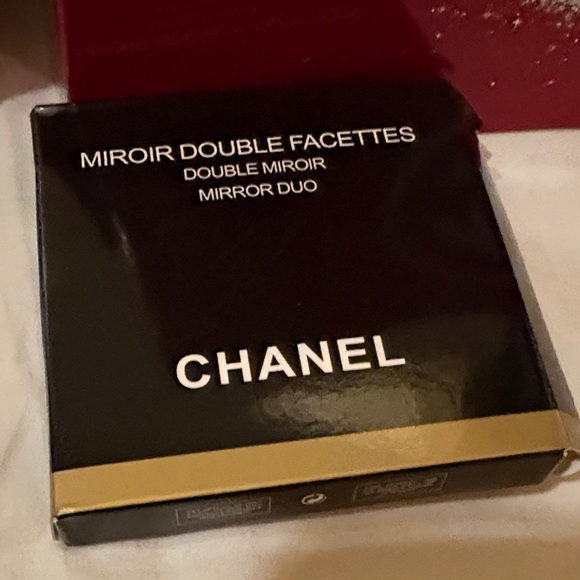 MIROIR DOUBLE FACETTES
DOUBLE MIROIR
MIRROR DUO
CHANEL